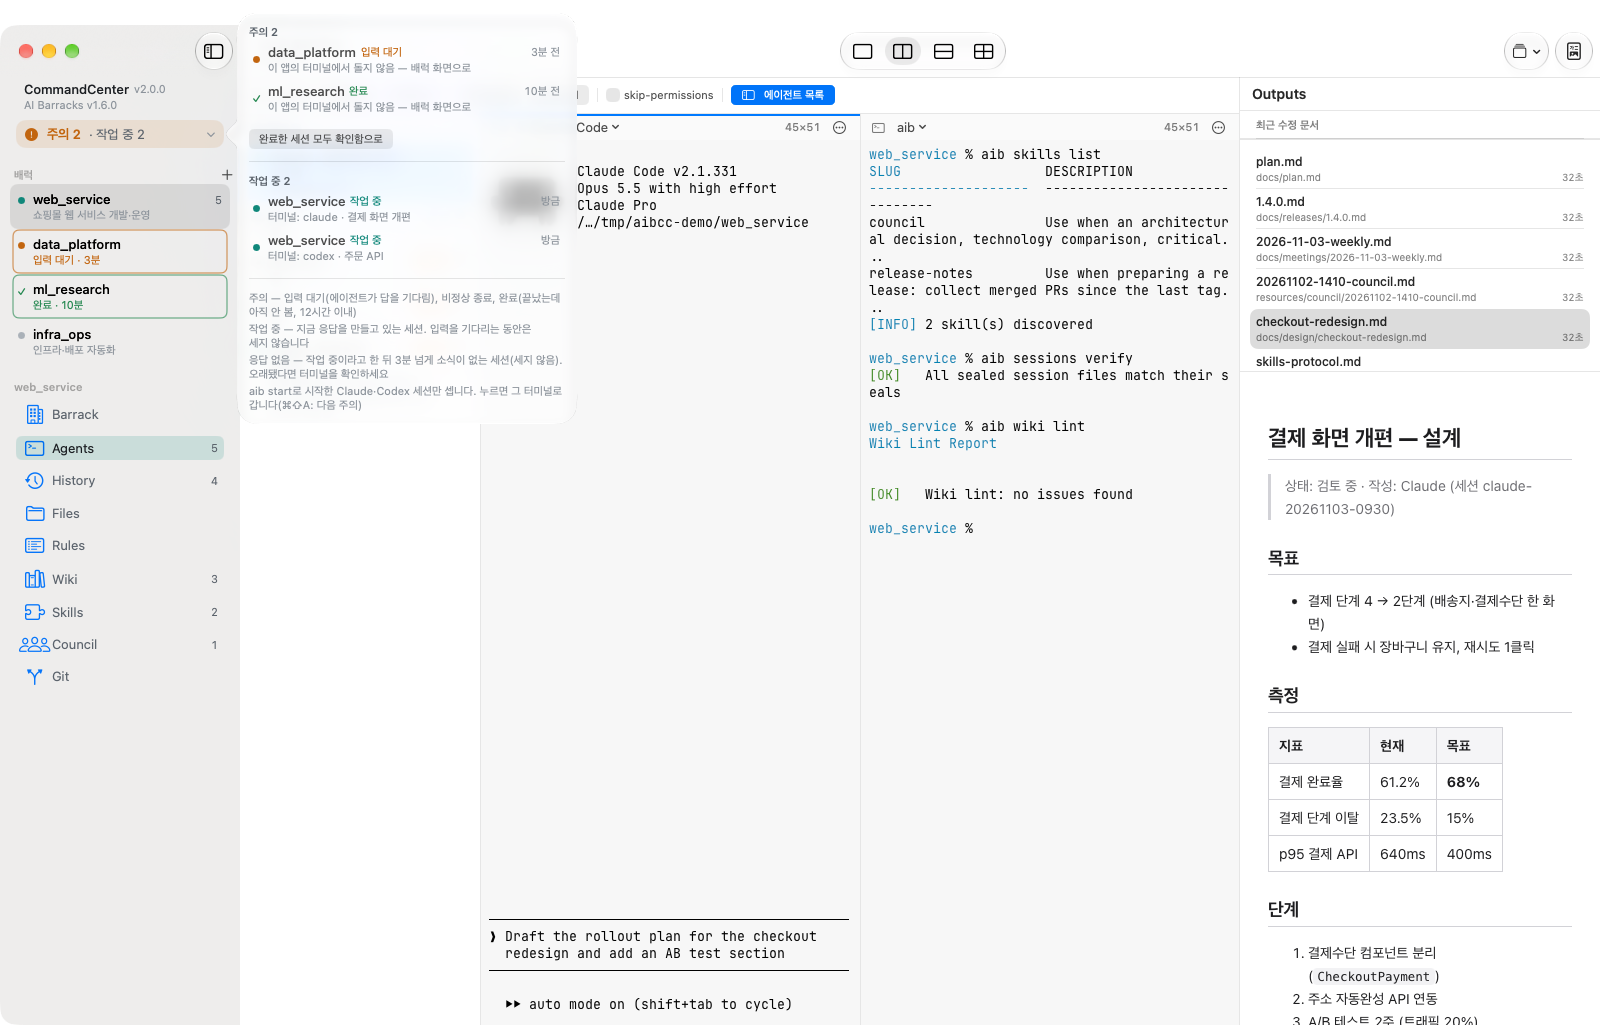 CommandCenter v2.0.0
AI Barracks v1.6.0
주의 2 · 작업 중 2
배럭
web_service 5
쇼핑몰 웹 서비스 개발·운영
data_platform
입력 대기 · 3분
ml_research
완료 · 10분
infra_ops
인프라·배포 자동화
web_service
Barrack
Agents 5
History 4
Files
Rules
Wiki 3
Skills 2
Council 1
Git
주의 2
data_platform 입력 대기 3분 전
이 앱의 터미널에서 돌지 않음 — 배럭 화면으로
ml_research 완료 10분 전
이 앱의 터미널에서 돌지 않음 — 배럭 화면으로
완료한 세션 모두 확인함으로
작업 중 2
web_service 작업 중 방금
터미널: claude · 결제 화면 개편
web_service 작업 중 방금
터미널: codex · 주문 API
주의 — 입력 대기(에이전트가 답을 기다림), 비정상 종료, 완료(끝났는데
아직 안 봄, 12시간 이내)
작업 중 — 지금 응답을 만들고 있는 세션. 입력을 기다리는 동안은
세지 않습니다
응답 없음 — 작업 중이라고 한 뒤 3분 넘게 소식이 없는 세션(세지 않음).
오래됐다면 터미널을 확인하세요
aib start로 시작한 Claude·Codex 세션만 셉니다. 누르면 그 터미널로
갑니다(⌘⇧A: 다음 주의)
skip-permissions
에이전트 목록
Code 45×51
Claude Code v2.1.331
Opus 5.5 with high effort
Claude Pro
/…/tmp/aibcc-demo/web_service
❯ Draft the rollout plan for the checkout
redesign and add an AB test section
⏵⏵ auto mode on (shift+tab to cycle)
aib 45×51
web_service % aib skills list
SLUG DESCRIPTION
-------------------- -----------------------
--------
council Use when an architectur
al decision, technology comparison, critical.
..
release-notes Use when preparing a re
lease: collect merged PRs since the last tag.
..
[INFO] 2 skill(s) discovered
web_service % aib sessions verify
[OK] All sealed session files match their s
eals
web_service % aib wiki lint
Wiki Lint Report
[OK] Wiki lint: no issues found
web_service %
Outputs
최근 수정 문서
plan.md
docs/plan.md 32초
1.4.0.md
docs/releases/1.4.0.md 32초
2026-11-03-weekly.md
docs/meetings/2026-11-03-weekly.md 32초
20261102-1410-council.md
resources/council/20261102-1410-council.md 32초
checkout-redesign.md
docs/design/checkout-redesign.md 32초
skills-protocol.md
결제 화면 개편 — 설계
상태: 검토 중 · 작성: Claude (세션 claude-
20261103-0930)
목표
• 결제 단계 4 → 2단계 (배송지·결제수단 한 화
면)
• 결제 실패 시 장바구니 유지, 재시도 1클릭
측정
지표 현재 목표
결제 완료율 61.2% 68%
결제 단계 이탈 23.5% 15%
p95 결제 API 640ms 400ms
단계
1. 결제수단 컴포넌트 분리
( CheckoutPayment )
2. 주소 자동완성 API 연동
3. A/B 테스트 2주 (트래픽 20%)